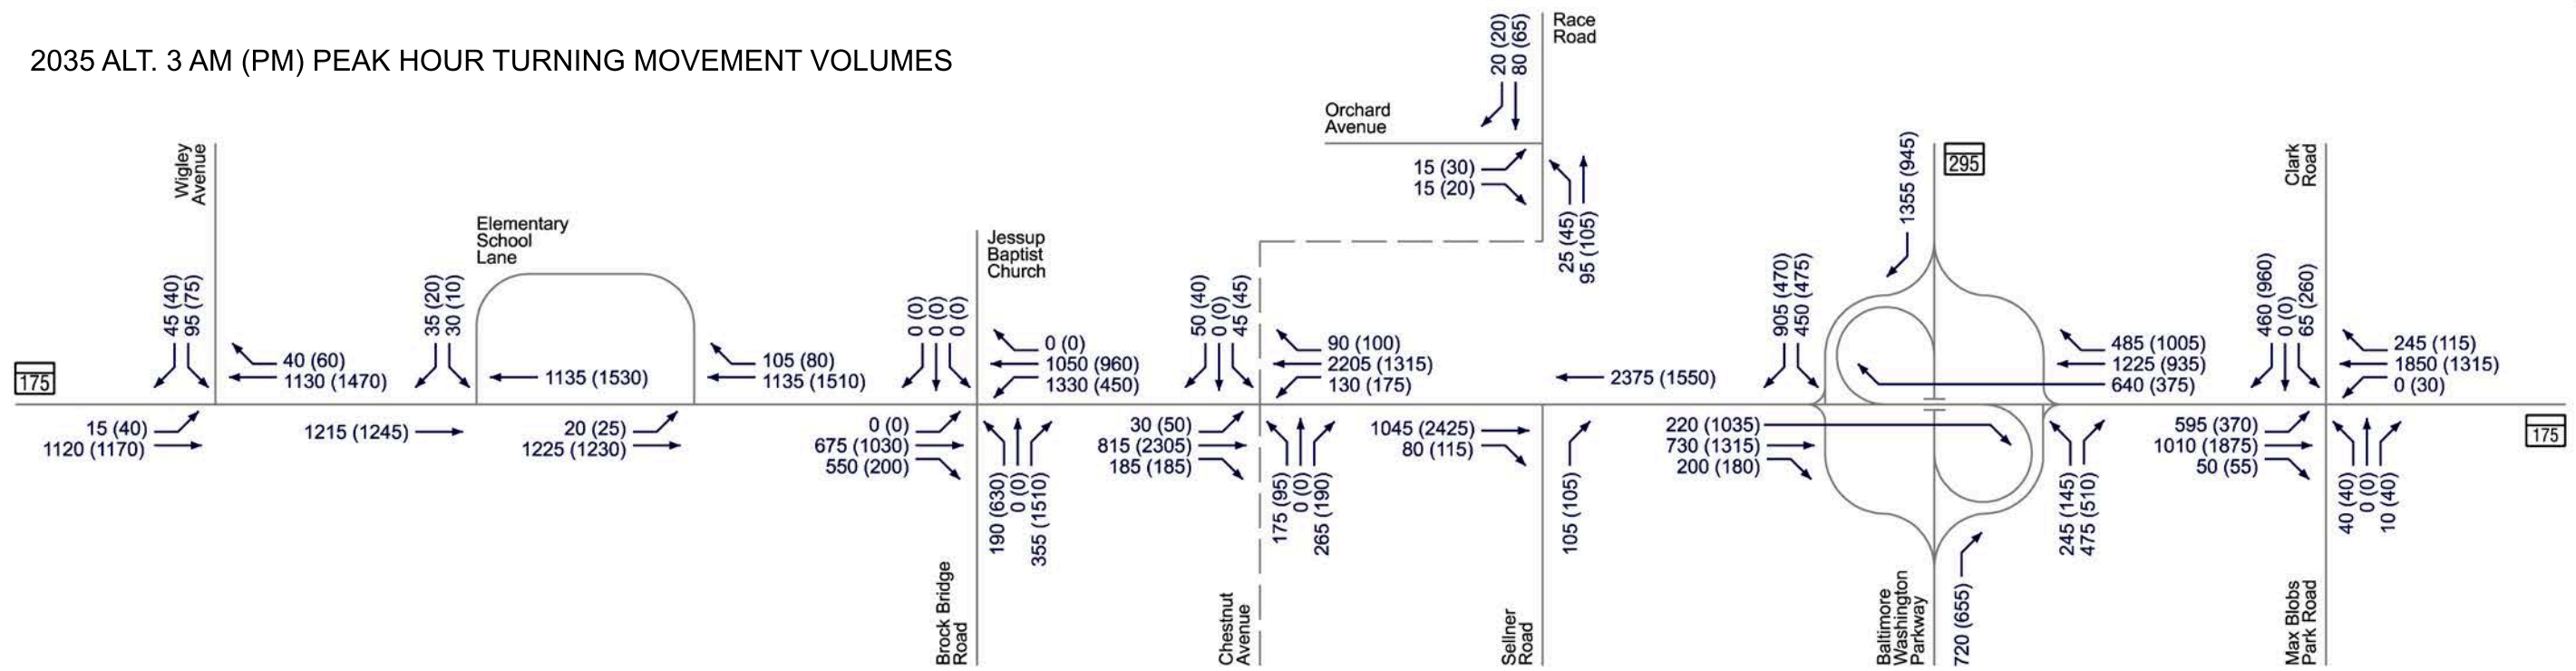 2035 ALT. 3 AM (PM) PEAK HOUR TURNING MOVEMENT VOLUMES
175
Wigley
Avenue
45 (40)
95 (75)
40 (60)
1130 (1470)
15 (40)
1120 (1170)
Elementary
School
Lane
35 (20)
30 (10)
1135 (1530)
105 (80)
1135 (1510)
1215 (1245)
20 (25)
1225 (1230)
Jessup
Baptist
Church
0 (0)
0 (0)
0 (0)
0 (0)
1050 (960)
1330 (450)
0 (0)
675 (1030)
550 (200)
190 (630)
0 (0)
355 (1510)
Brock Bridge
Road
50 (40)
0 (0)
45 (45)
90 (100)
2205 (1315)
130 (175)
30 (50)
815 (2305)
185 (185)
175 (95)
0 (0)
265 (190)
Chestnut
Avenue
Race
Road
20 (20)
80 (65)
Orchard
Avenue
15 (30)
15 (20)
25 (45)
95 (105)
2375 (1550)
1045 (2425)
80 (115)
105 (105)
Sellner
Road
295
1355 (945)
905 (470)
450 (475)
485 (1005)
1225 (935)
640 (375)
220 (1035)
730 (1315)
200 (180)
245 (145)
475 (510)
720 (655)
Baltimore
Washington
Parkway
Clark
Road
460 (960)
0 (0)
65 (260)
245 (115)
1850 (1315)
0 (30)
595 (370)
1010 (1875)
50 (55)
40 (40)
0 (0)
10 (40)
Max Blobs
Park Road
175